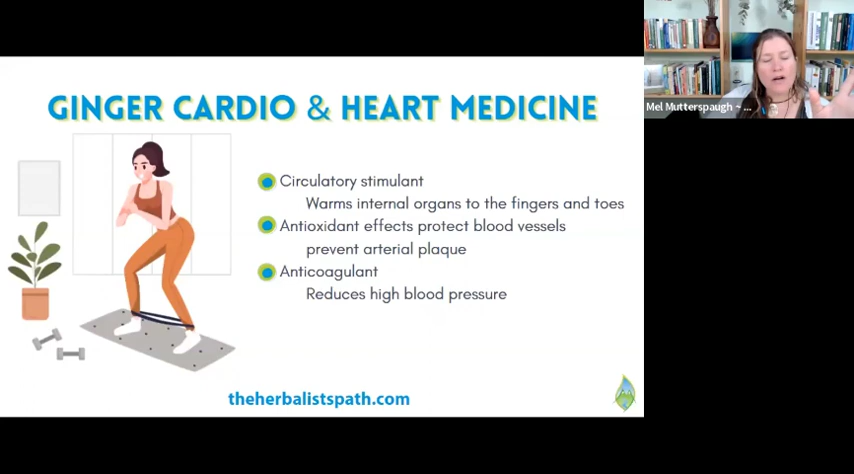 GINGER CARDIO & HEART MEDICINE
Mel Mutterspaugh ~ ...
Circulatory stimulant
Warms internal organs to the fingers and toes
Antioxidant effects protect blood vessels
prevent arterial plaque
Anticoagulant
Reduces high blood pressure
theherbalistspath.com